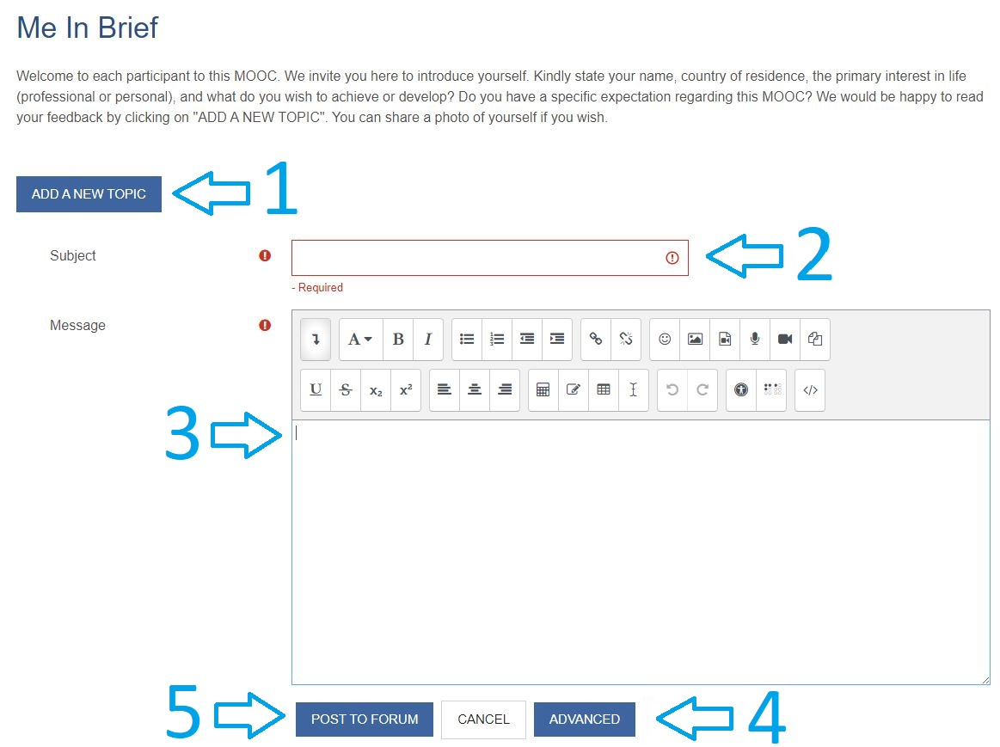 Me In Brief
Welcome to each participant to this MOOC. We invite you here to introduce yourself. Kindly state your name, country of residence, the primary interest in life
(professional or personal), and what do you wish to achieve or develop? Do you have a specific expectation regarding this MOOC? We would be happy to read
your feedback by clicking on "ADD A NEW TOPIC". You can share a photo of yourself if you wish.
ADD A NEW TOPIC 1
Subject 2
- Required
Message
A B I
U S x₂ x²
3
5 POST TO FORUM CANCEL ADVANCED 4